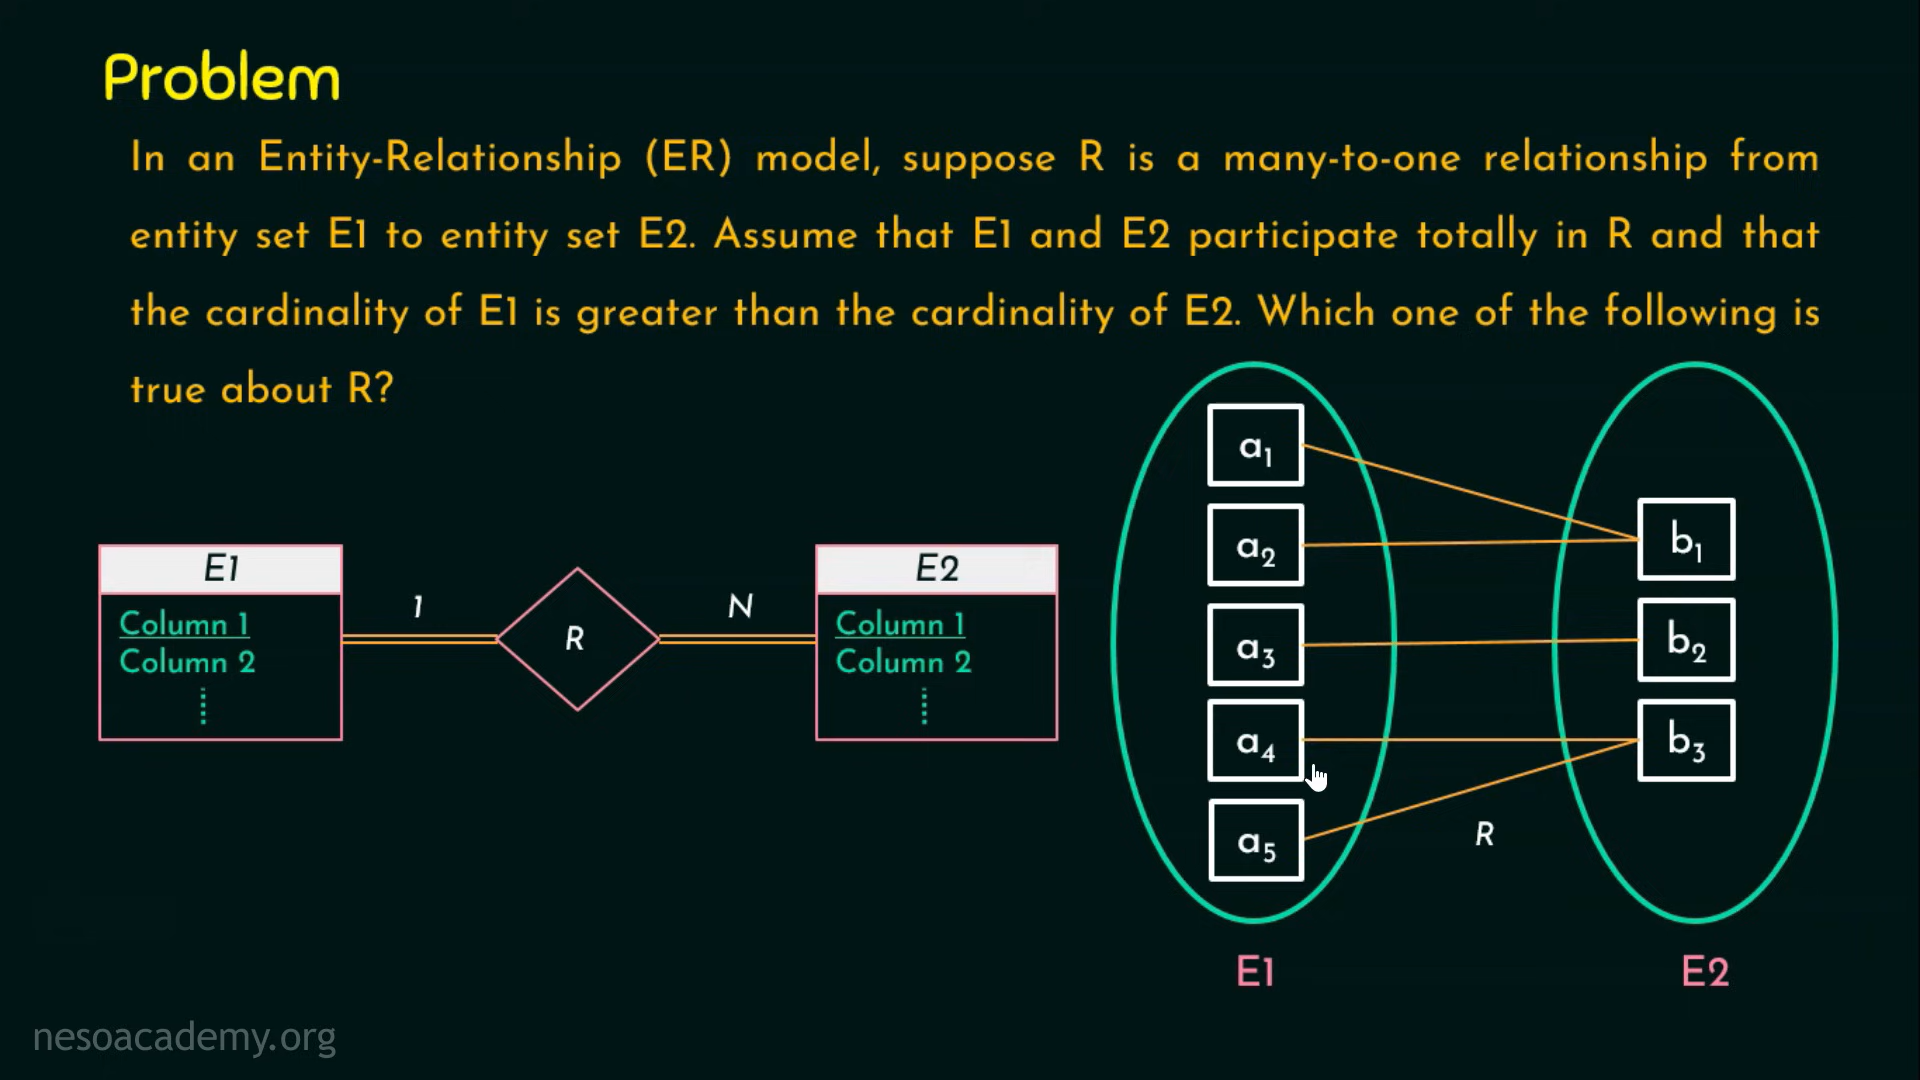 Problem
In an Entity-Relationship (ER) model, suppose R is a many-to-one relationship from
entity set E1 to entity set E2. Assume that E1 and E2 participate totally in R and that
the cardinality of E1 is greater than the cardinality of E2. Which one of the following is
true about R?
E1
Column 1
Column 2
1
R
N
E2
Column 1
Column 2
a1
a2
a3
a4
a5
b1
b2
b3
R
E1
E2
nesoacademy.org